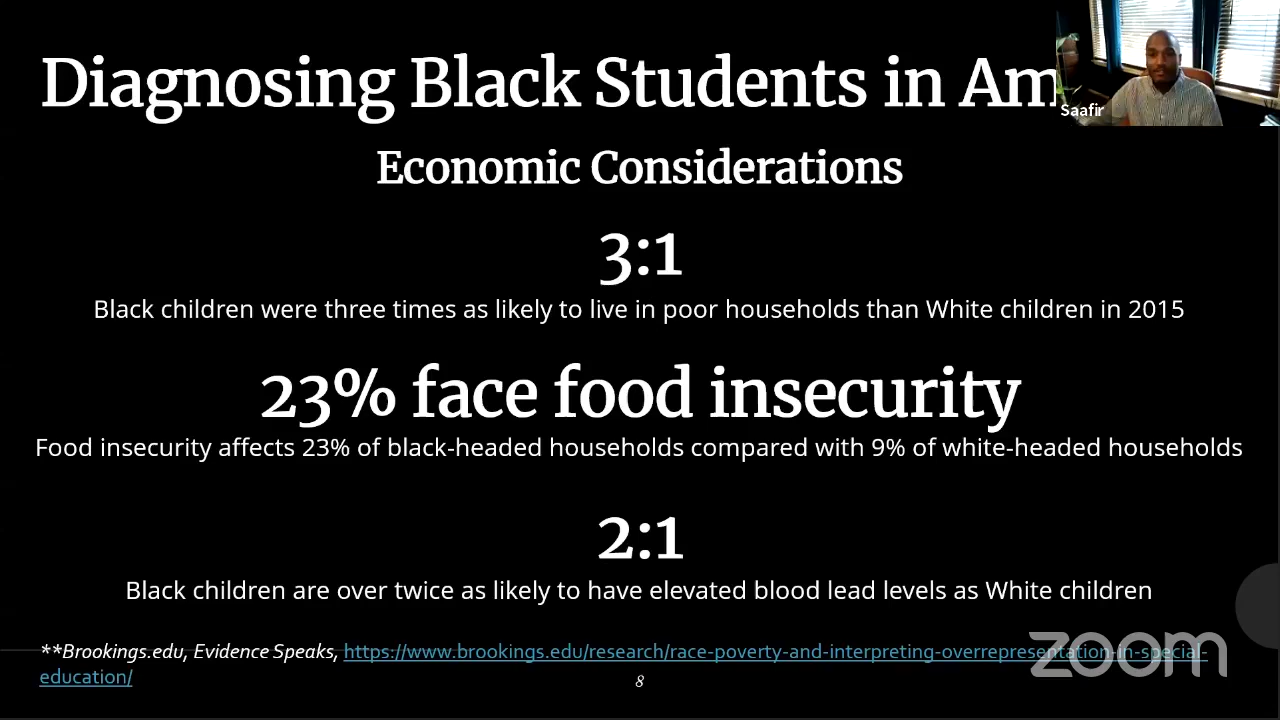 Diagnosing Black Students in Am
Saafir
Economic Considerations
3:1
Black children were three times as likely to live in poor households than White children in 2015
23% face food insecurity
Food insecurity affects 23% of black-headed households compared with 9% of white-headed households
2:1
Black children are over twice as likely to have elevated blood lead levels as White children
**Brookings.edu, Evidence Speaks, https://www.brookings.edu/research/race-poverty-and-interpreting-overrepresentation-in-special-
education/
8
zoom